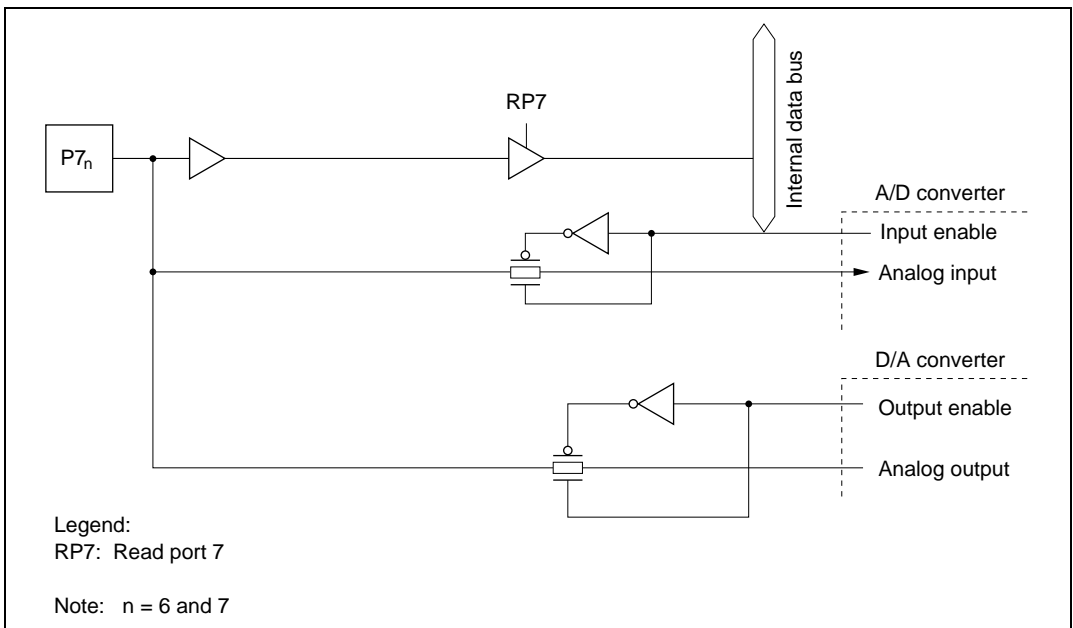 RP7
P7n
Internal data bus
A/D converter
Input enable
Analog input
D/A converter
Output enable
Analog output
Legend:
RP7: Read port 7
Note: n = 6 and 7